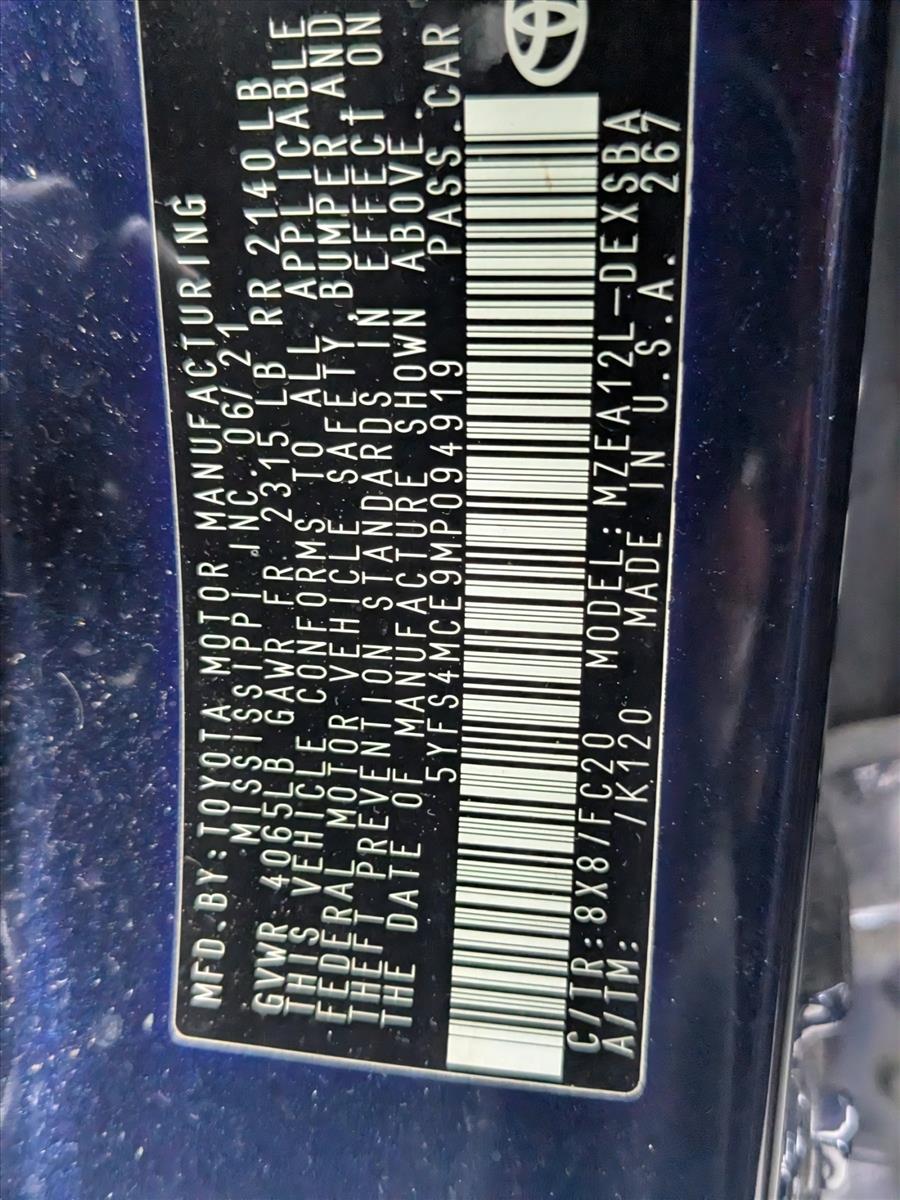 MFD.BY:TOYOTA MOTOR MANUFACTURING
MISSISSIPPI,INC. 06/21
GVWR 4065LB GAWR FR 2315 LB RR 2140LB
THIS VEHICLE CONFORMS TO ALL APPLICABLE
FEDERAL MOTOR VEHICLE SAFETY, BUMPER, AND
THEFT PREVENTION STANDARDS IN EFFECT ON
THE DATE OF MANUFACTURE SHOWN ABOVE.
5YFS4MCE9MP094919 PASS.CAR
C/TR:8X8/FC20 MODEL:MZEA12L-DEXSBA
A/TM: /K120 MADE IN U.S.A. 267